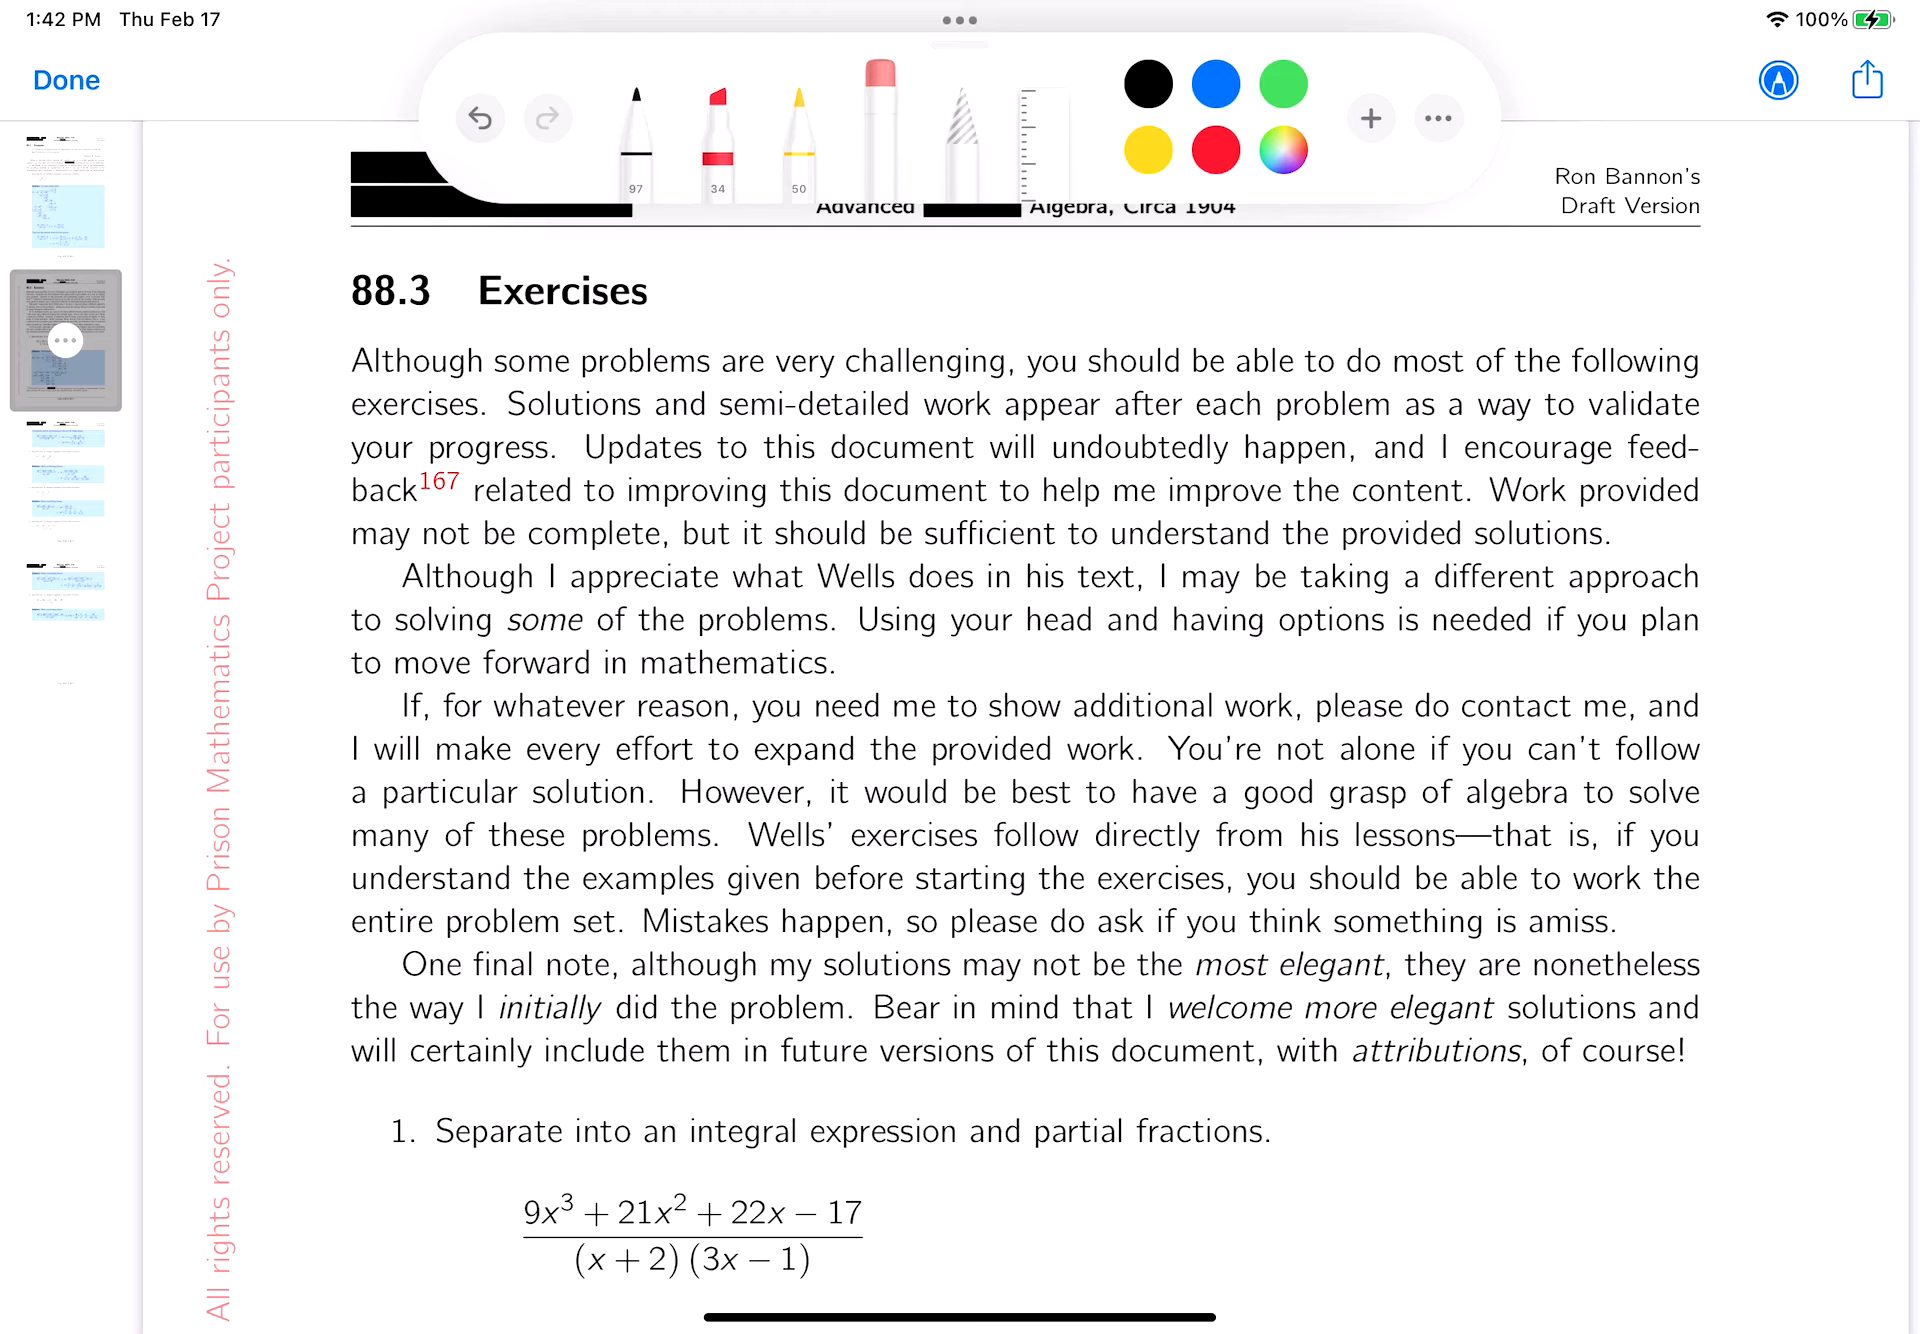 1:42 PM Thu Feb 17
100%
Done
97
34
50
Ron Bannon's
Draft Version
Advanced Algebra, Circa 1904
All rights reserved. For use by Prison Mathematics Project participants only.
88.3 Exercises
Although some problems are very challenging, you should be able to do most of the following
exercises. Solutions and semi-detailed work appear after each problem as a way to validate
your progress. Updates to this document will undoubtedly happen, and I encourage feed-
back167 related to improving this document to help me improve the content. Work provided
may not be complete, but it should be sufficient to understand the provided solutions.
Although I appreciate what Wells does in his text, I may be taking a different approach
to solving some of the problems. Using your head and having options is needed if you plan
to move forward in mathematics.
If, for whatever reason, you need me to show additional work, please do contact me, and
I will make every effort to expand the provided work. You're not alone if you can't follow
a particular solution. However, it would be best to have a good grasp of algebra to solve
many of these problems. Wells' exercises follow directly from his lessons—that is, if you
understand the examples given before starting the exercises, you should be able to work the
entire problem set. Mistakes happen, so please do ask if you think something is amiss.
One final note, although my solutions may not be the most elegant, they are nonetheless
the way I initially did the problem. Bear in mind that I welcome more elegant solutions and
will certainly include them in future versions of this document, with attributions, of course!
1. Separate into an integral expression and partial fractions.
9x³ + 21x² + 22x − 17
(x + 2) (3x − 1)